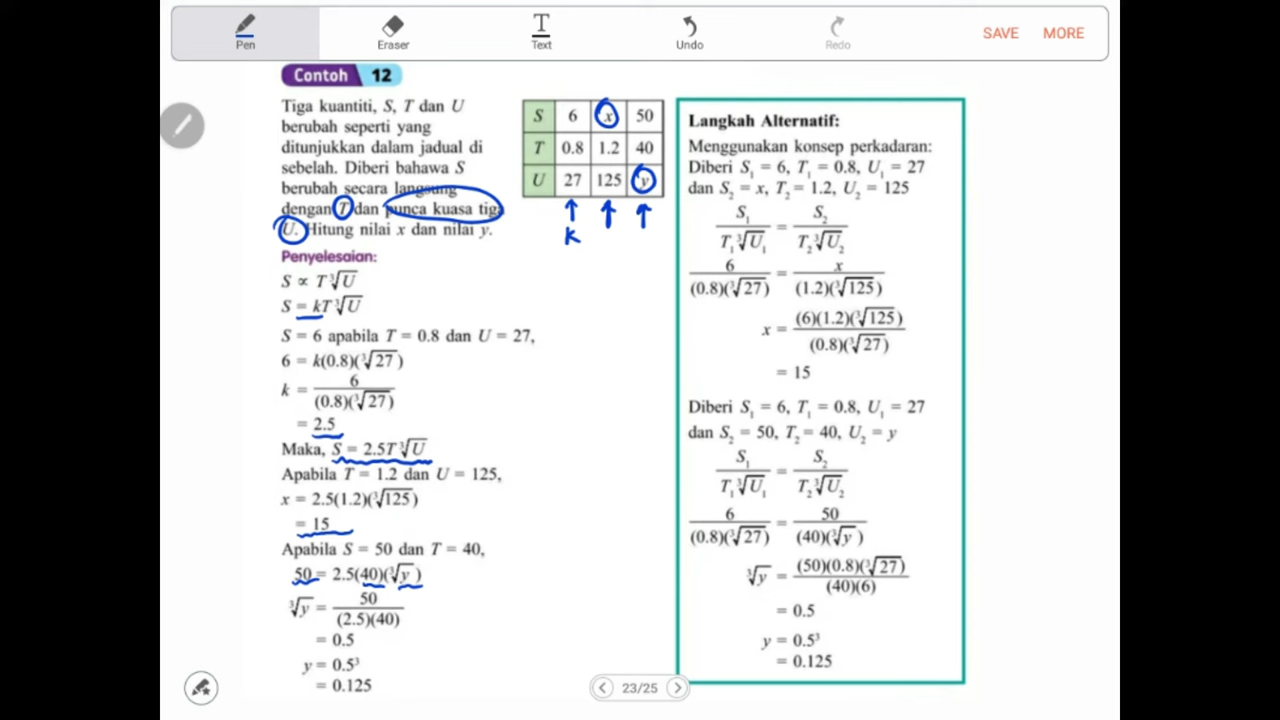 Pen
Eraser
T
Text
Undo
Redo
SAVE
MORE
Contoh 12
Tiga kuantiti, S, T dan U
berubah seperti yang
ditunjukkan dalam jadual di
sebelah. Diberi bahawa S
berubah secara langsung
dengan T dan punca kuasa tiga
U. Hitung nilai x dan nilai y.
S 6 x 50
T 0.8 1.2 40
U 27 125 y
k
Penyelesaian:
S ∝ T∛U
S = kT∛U
S = 6 apabila T = 0.8 dan U = 27,
6 = k(0.8)(∛27)
k = 6/(0.8)(∛27)
= 2.5
Maka, S = 2.5T∛U
Apabila T = 1.2 dan U = 125,
x = 2.5(1.2)(∛125)
= 15
Apabila S = 50 dan T = 40,
50 = 2.5(40)(∛y)
∛y = 50/(2.5)(40)
= 0.5
y = 0.5³
= 0.125
Langkah Alternatif:
Menggunakan konsep perkadaran:
Diberi S₁ = 6, T₁ = 0.8, U₁ = 27
dan S₂ = x, T₂ = 1.2, U₂ = 125
S₁/T₁∛U₁ = S₂/T₂∛U₂
6/(0.8)(∛27) = x/(1.2)(∛125)
x = (6)(1.2)(∛125)/(0.8)(∛27)
= 15
Diberi S₁ = 6, T₁ = 0.8, U₁ = 27
dan S₂ = 50, T₂ = 40, U₂ = y
S₁/T₁∛U₁ = S₂/T₂∛U₂
6/(0.8)(∛27) = 50/(40)(∛y)
∛y = (50)(0.8)(∛27)/(40)(6)
= 0.5
y = 0.5³
= 0.125
23/25